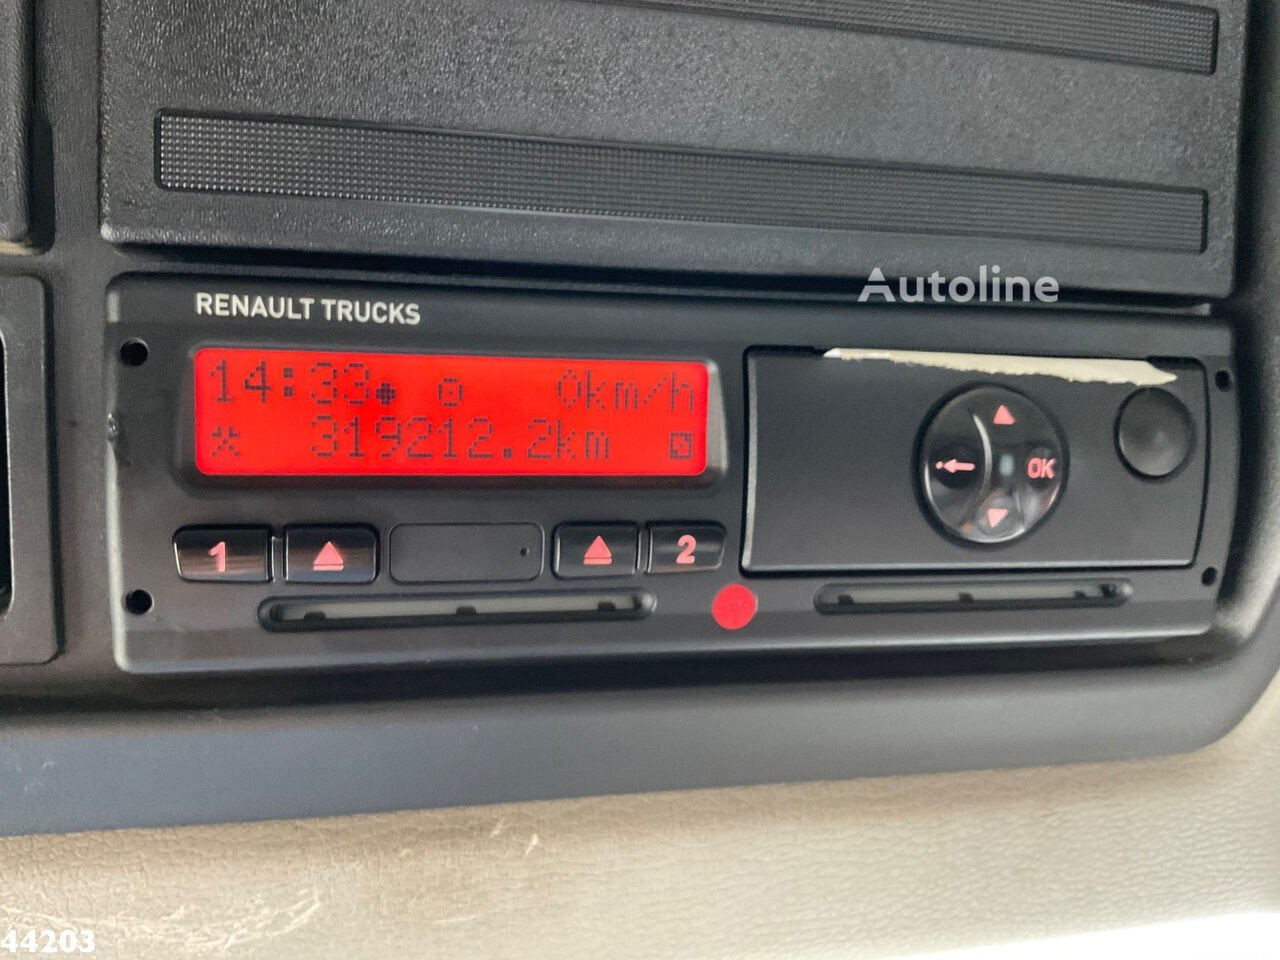 Autoline
RENAULT TRUCKS
14:33 0km/h
319212.2km
OK
1 2
44203